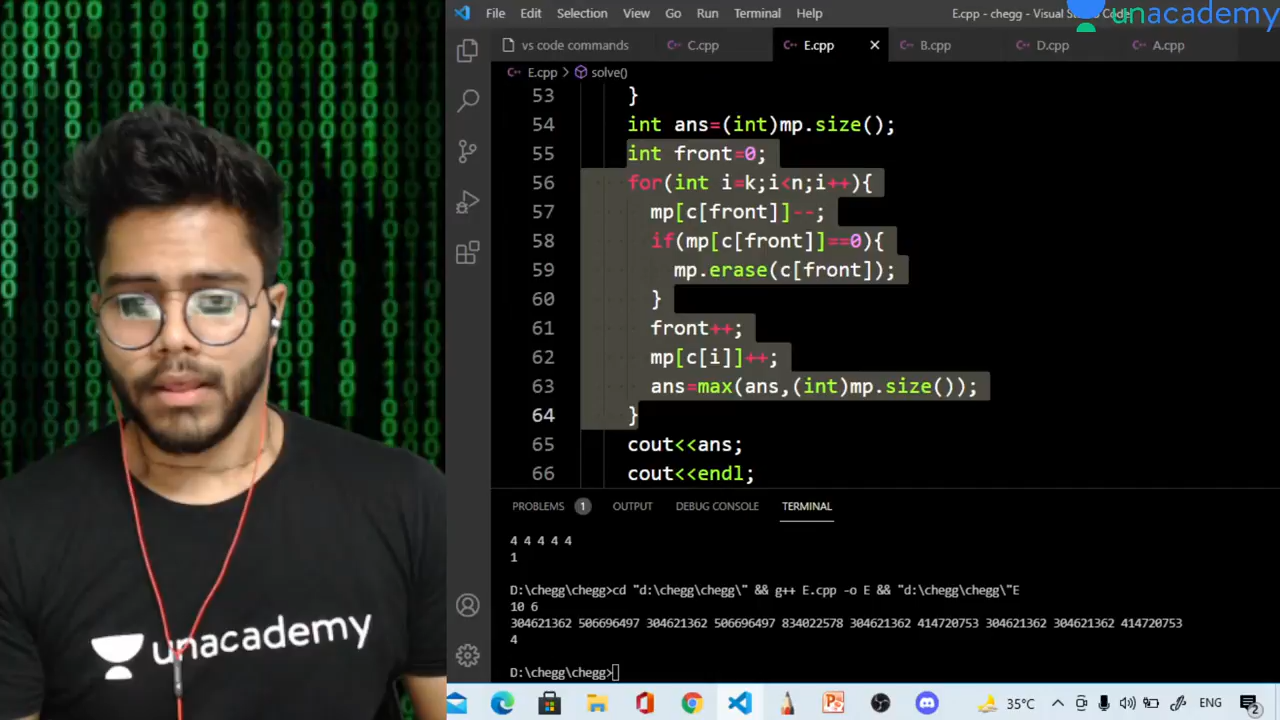 File Edit Selection View Go Run Terminal Help E.cpp - chegg - Visual Code
unacademy
vs code commands C.cpp E.cpp B.cpp D.cpp A.cpp
E.cpp > solve()
53 }
54 int ans=(int)mp.size();
55 int front=0;
56 for(int i=k;i<n;i++){
57 mp[c[front]]--;
58 if(mp[c[front]]==0){
59 mp.erase(c[front]);
60 }
61 front++;
62 mp[c[i]]++;
63 ans=max(ans,(int)mp.size());
64 }
65 cout<<ans;
66 cout<<endl;
PROBLEMS 1 OUTPUT DEBUG CONSOLE TERMINAL
4 4 4 4 4
1
D:\chegg\chegg>cd "d:\chegg\chegg\" && g++ E.cpp -o E && "d:\chegg\chegg\"E
10 6
304621362 506696497 304621362 506696497 834022578 304621362 414720753 304621362 304621362 414720753
4
D:\chegg\chegg>
unacademy
35°C ENG 2